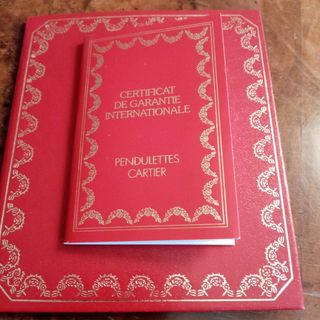 CERTIFICAT
DE GARANTIE
INTERNATIONALE
PENDULETTES
CARTIER